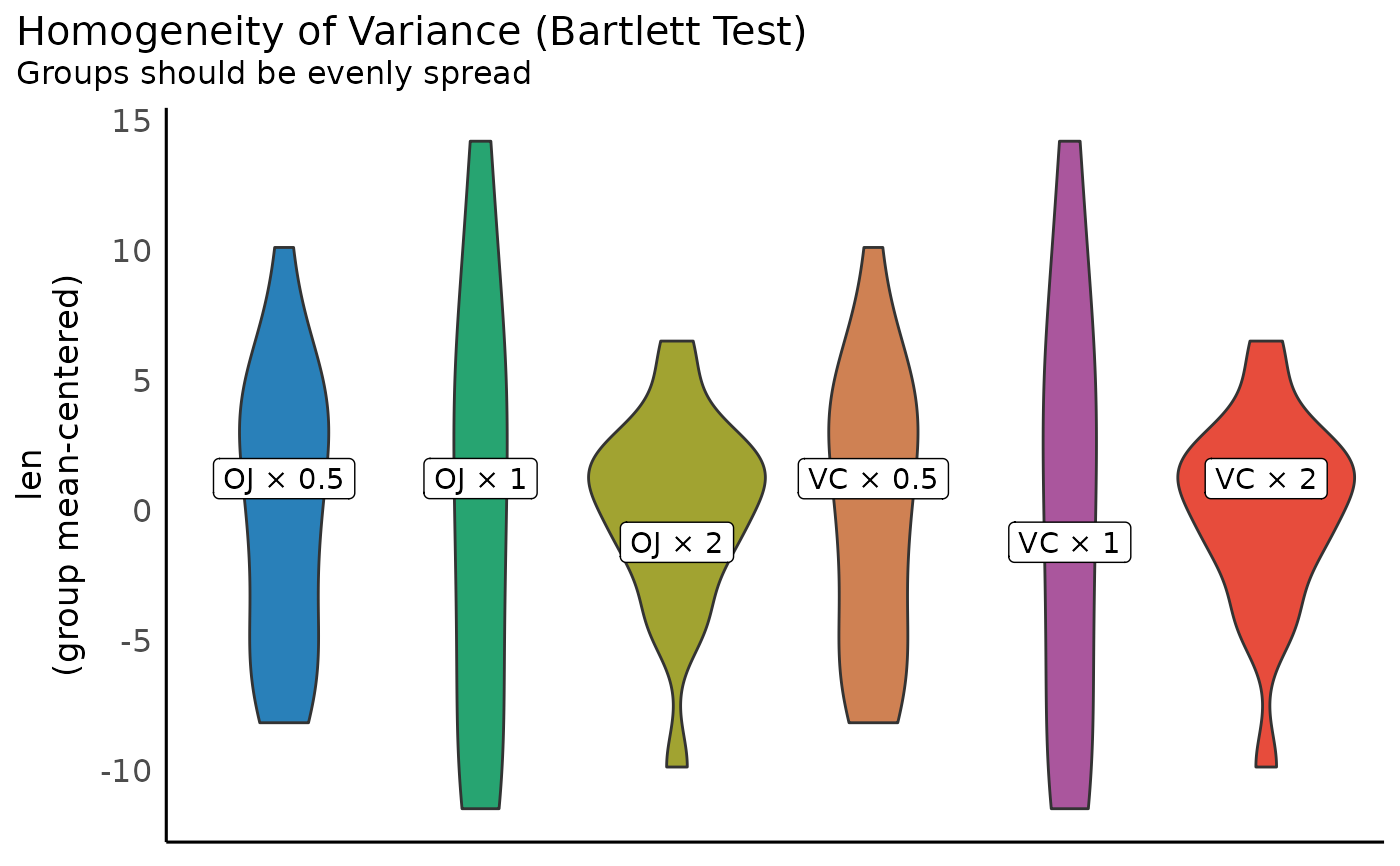 Homogeneity of Variance (Bartlett Test)
Groups should be evenly spread
len
(group mean-centered)
15
10
5
0
-5
-10
OJ × 0.5
OJ × 1
OJ × 2
VC × 0.5
VC × 1
VC × 2